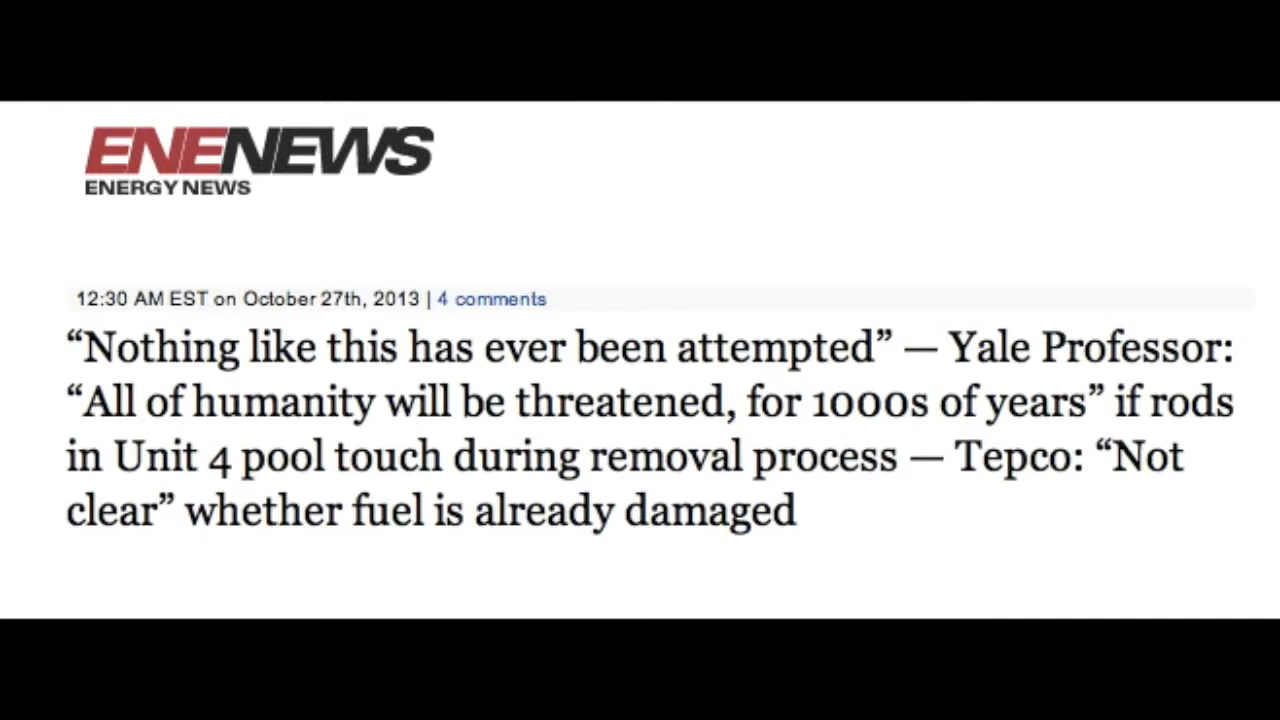 ENENEWS
ENERGY NEWS
12:30 AM EST on October 27th, 2013 | 4 comments
“Nothing like this has ever been attempted” — Yale Professor:
“All of humanity will be threatened, for 1000s of years” if rods
in Unit 4 pool touch during removal process — Tepco: “Not
clear” whether fuel is already damaged